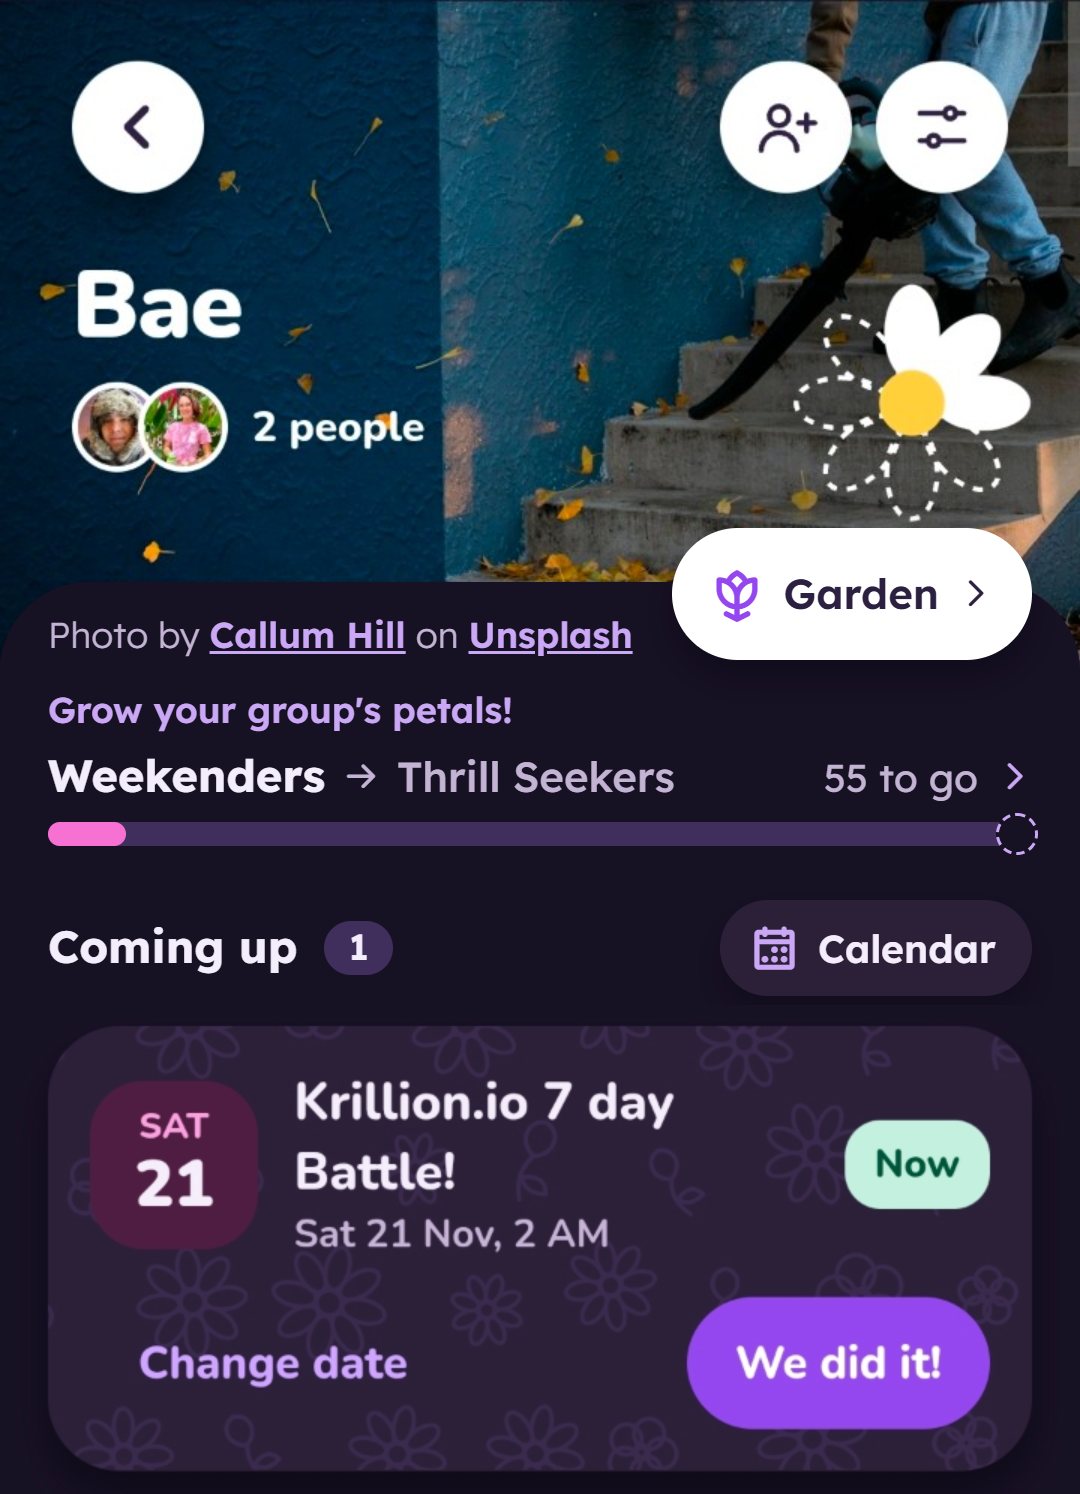 Bae
2 people
Garden
Photo by Callum Hill on Unsplash
Grow your group's petals!
Weekenders → Thrill Seekers 55 to go
Coming up 1
Calendar
SAT
21
Krillion.io 7 day
Battle!
Sat 21 Nov, 2 AM
Now
Change date
We did it!